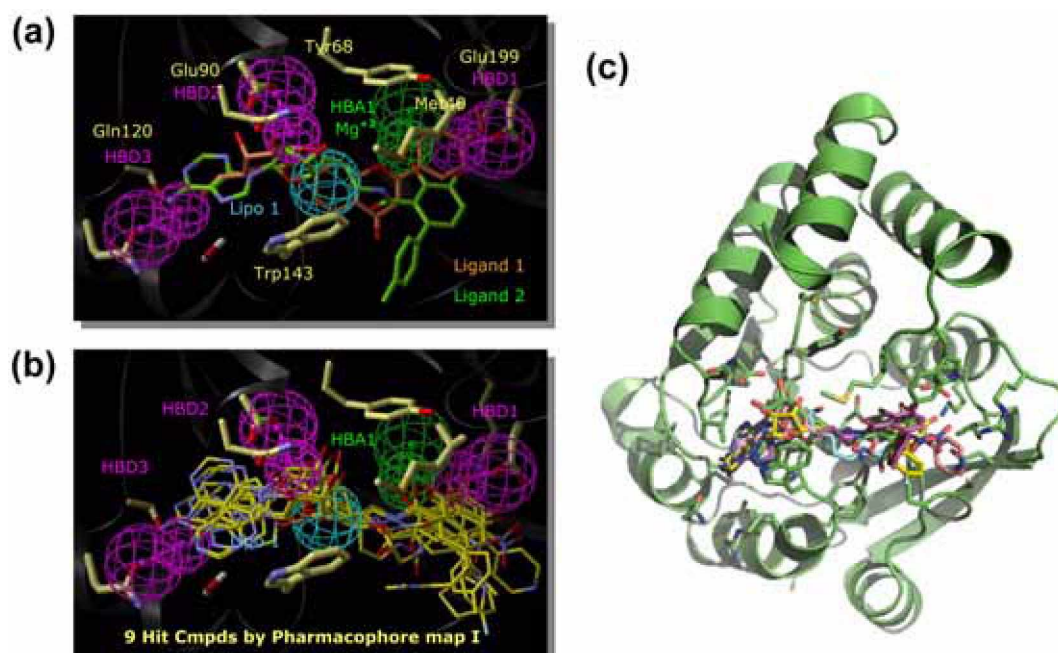 (a)
Tyr68
Glu90
HBD2
Glu199
HBD1
HBA1
Mg⁺²
Met40
Gln120
HBD3
Lipo 1
Trp143
Ligand 1
Ligand 2
(b)
HBD2
HBA1
HBD1
HBD3
9 Hit Cmpds by Pharmacophore map I
(c)